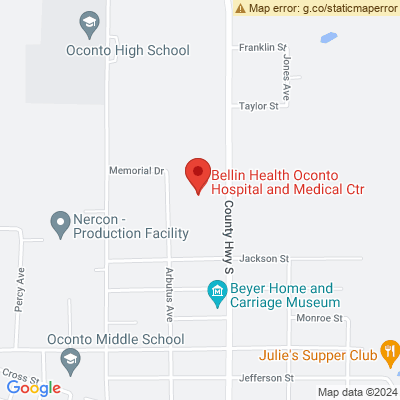 Map error: g.co/staticmaperror
Oconto High School
Franklin St
Jones Ave
Taylor St
Memorial Dr
Bellin Health Oconto
Hospital and Medical Ctr
County Hwy S
Nercon -
Production Facility
Jackson St
Percy Ave
Arbutus Ave
Beyer Home and
Carriage Museum
Monroe St
Oconto Middle School
Julie's Supper Club
Cross St
Jefferson St
Google
Map data ©2024